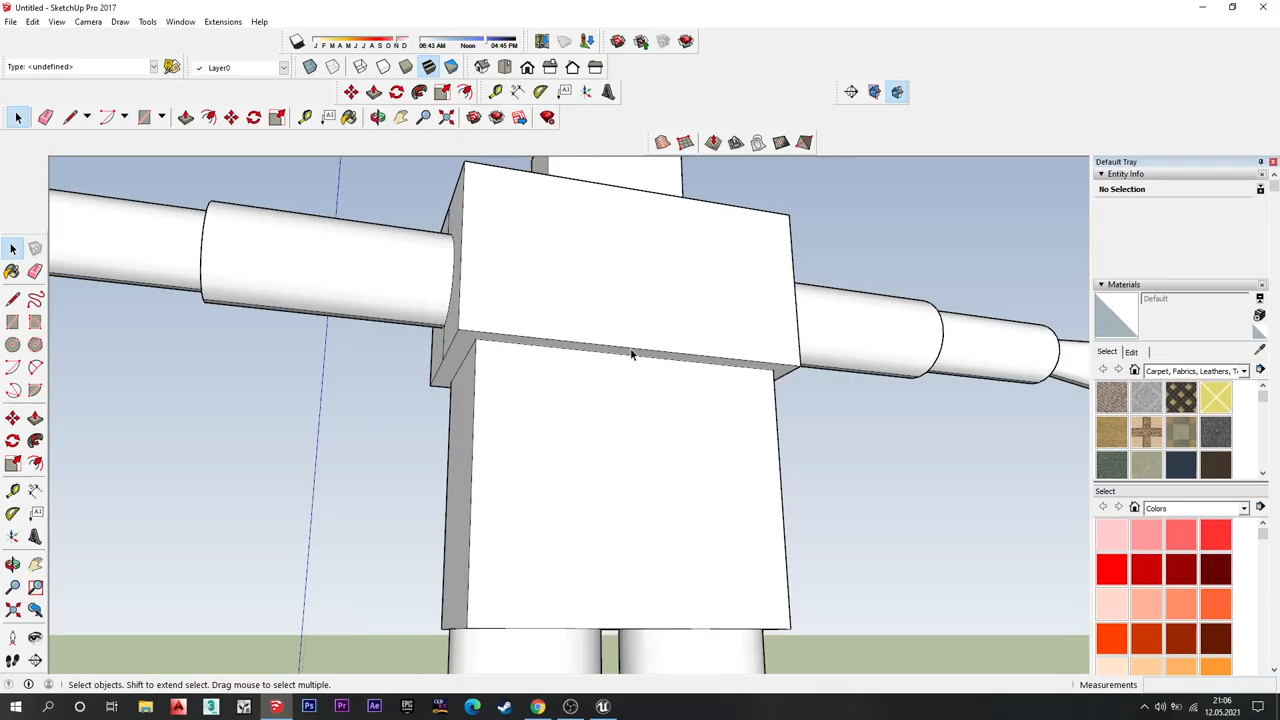 Untitled - SketchUp Pro 2017
File Edit View Camera Draw Tools Window Extensions Help
J F M A M J J A S O N D 06:43 AM Noon 04:45 PM
Type: <undefined>
Layer0
Default Tray
Entity Info
No Selection
Materials
Default
Select Edit
Carpet, Fabrics, Leathers, T
Select
Colors
Select objects. Shift to extend select. Drag mouse to select multiple.
Measurements
21:06
12.05.2021